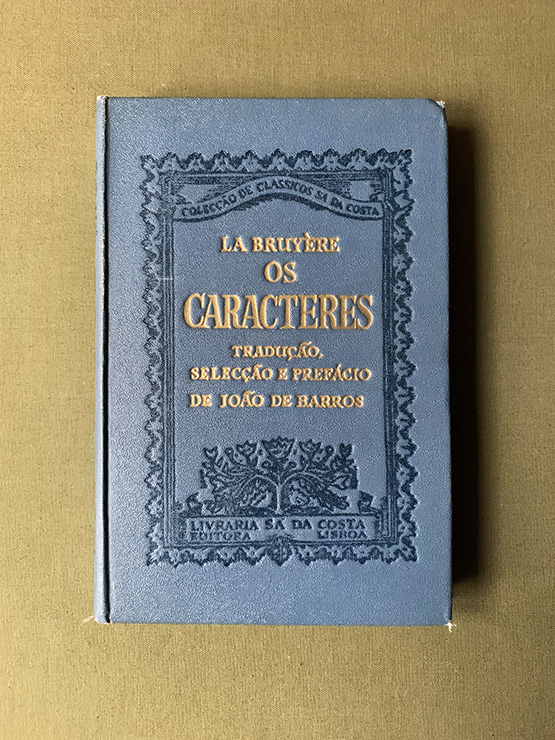 COLECÇÃO DE CLÁSSICOS SÁ DA COSTA
LA BRUYÈRE
OS
CARACTERES
TRADUÇÃO,
SELECÇÃO E PREFÁCIO
DE JOÃO DE BARROS
LIVRARIA SÁ DA COSTA
EDITORA LISBOA